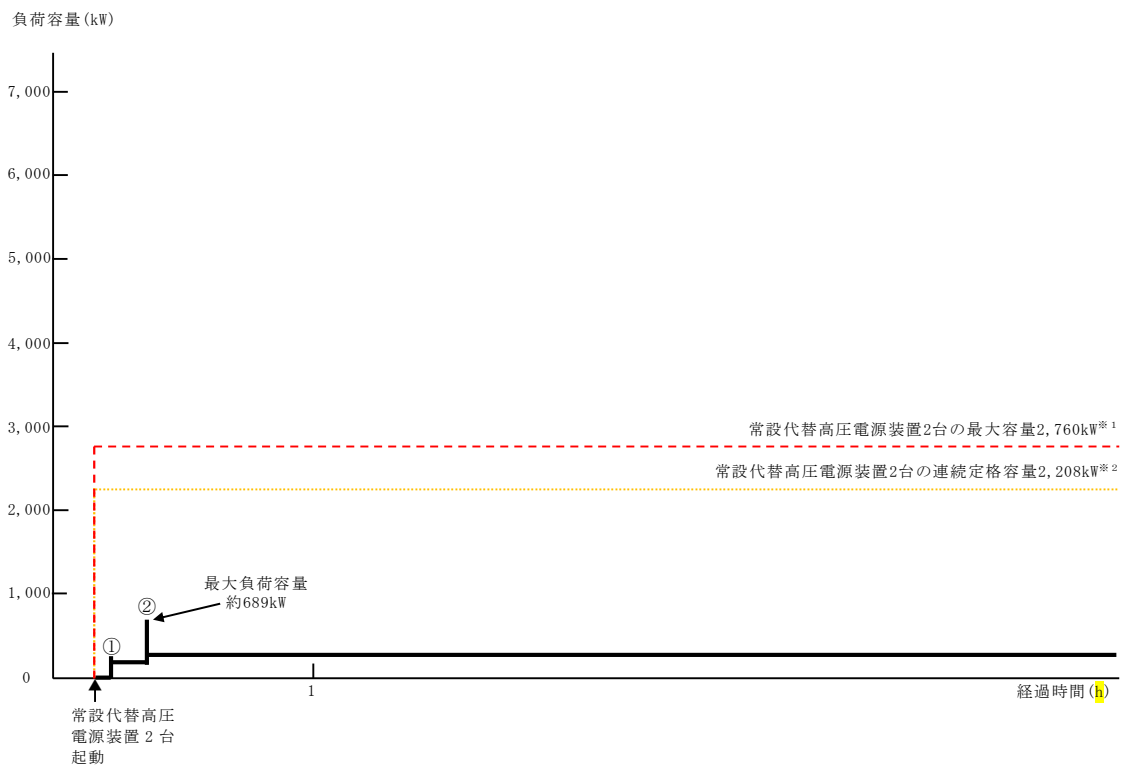 負荷容量(kW)
7,000
6,000
5,000
4,000
3,000
常設代替高圧電源装置2台の最大容量2,760kW※1
常設代替高圧電源装置2台の連続定格容量2,208kW※2
2,000
1,000
最大負荷容量
約689kW
②
①
0
1
経過時間(h)
常設代替高圧
電源装置2台
起動